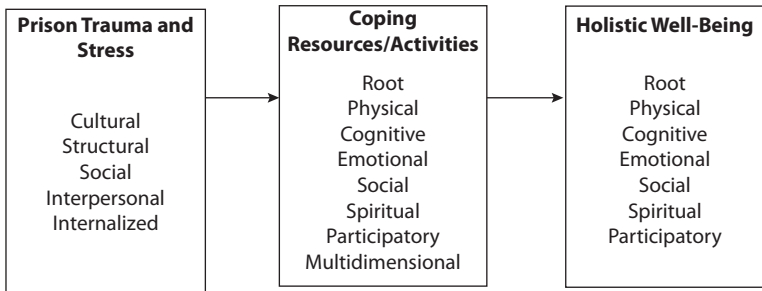 Prison Trauma and
Stress
Cultural
Structural
Social
Interpersonal
Internalized
Coping
Resources/Activities
Root
Physical
Cognitive
Emotional
Social
Spiritual
Participatory
Multidimensional
Holistic Well-Being
Root
Physical
Cognitive
Emotional
Social
Spiritual
Participatory